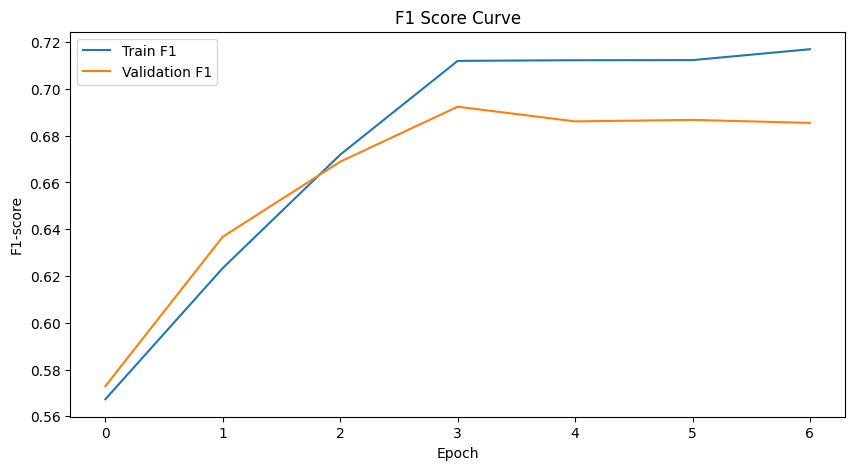 F1 Score Curve
Train F1
Validation F1
F1-score
0.72
0.70
0.68
0.66
0.64
0.62
0.60
0.58
0.56
0 1 2 3 4 5 6
Epoch